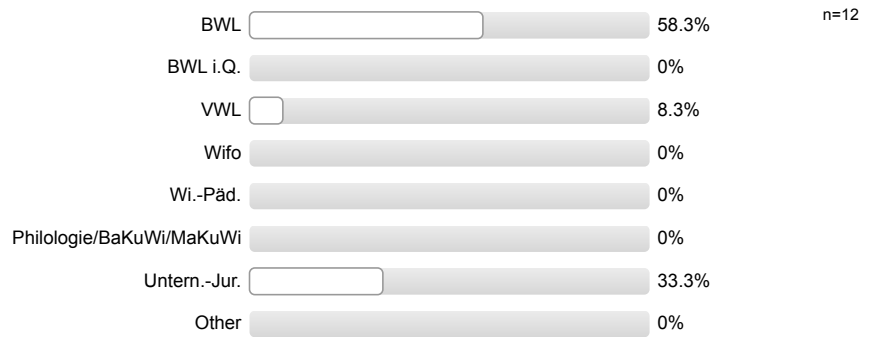 BWL 58.3% n=12
BWL i.Q. 0%
VWL 8.3%
Wifo 0%
Wi.-Päd. 0%
Philologie/BaKuWi/MaKuWi 0%
Untern.-Jur. 33.3%
Other 0%